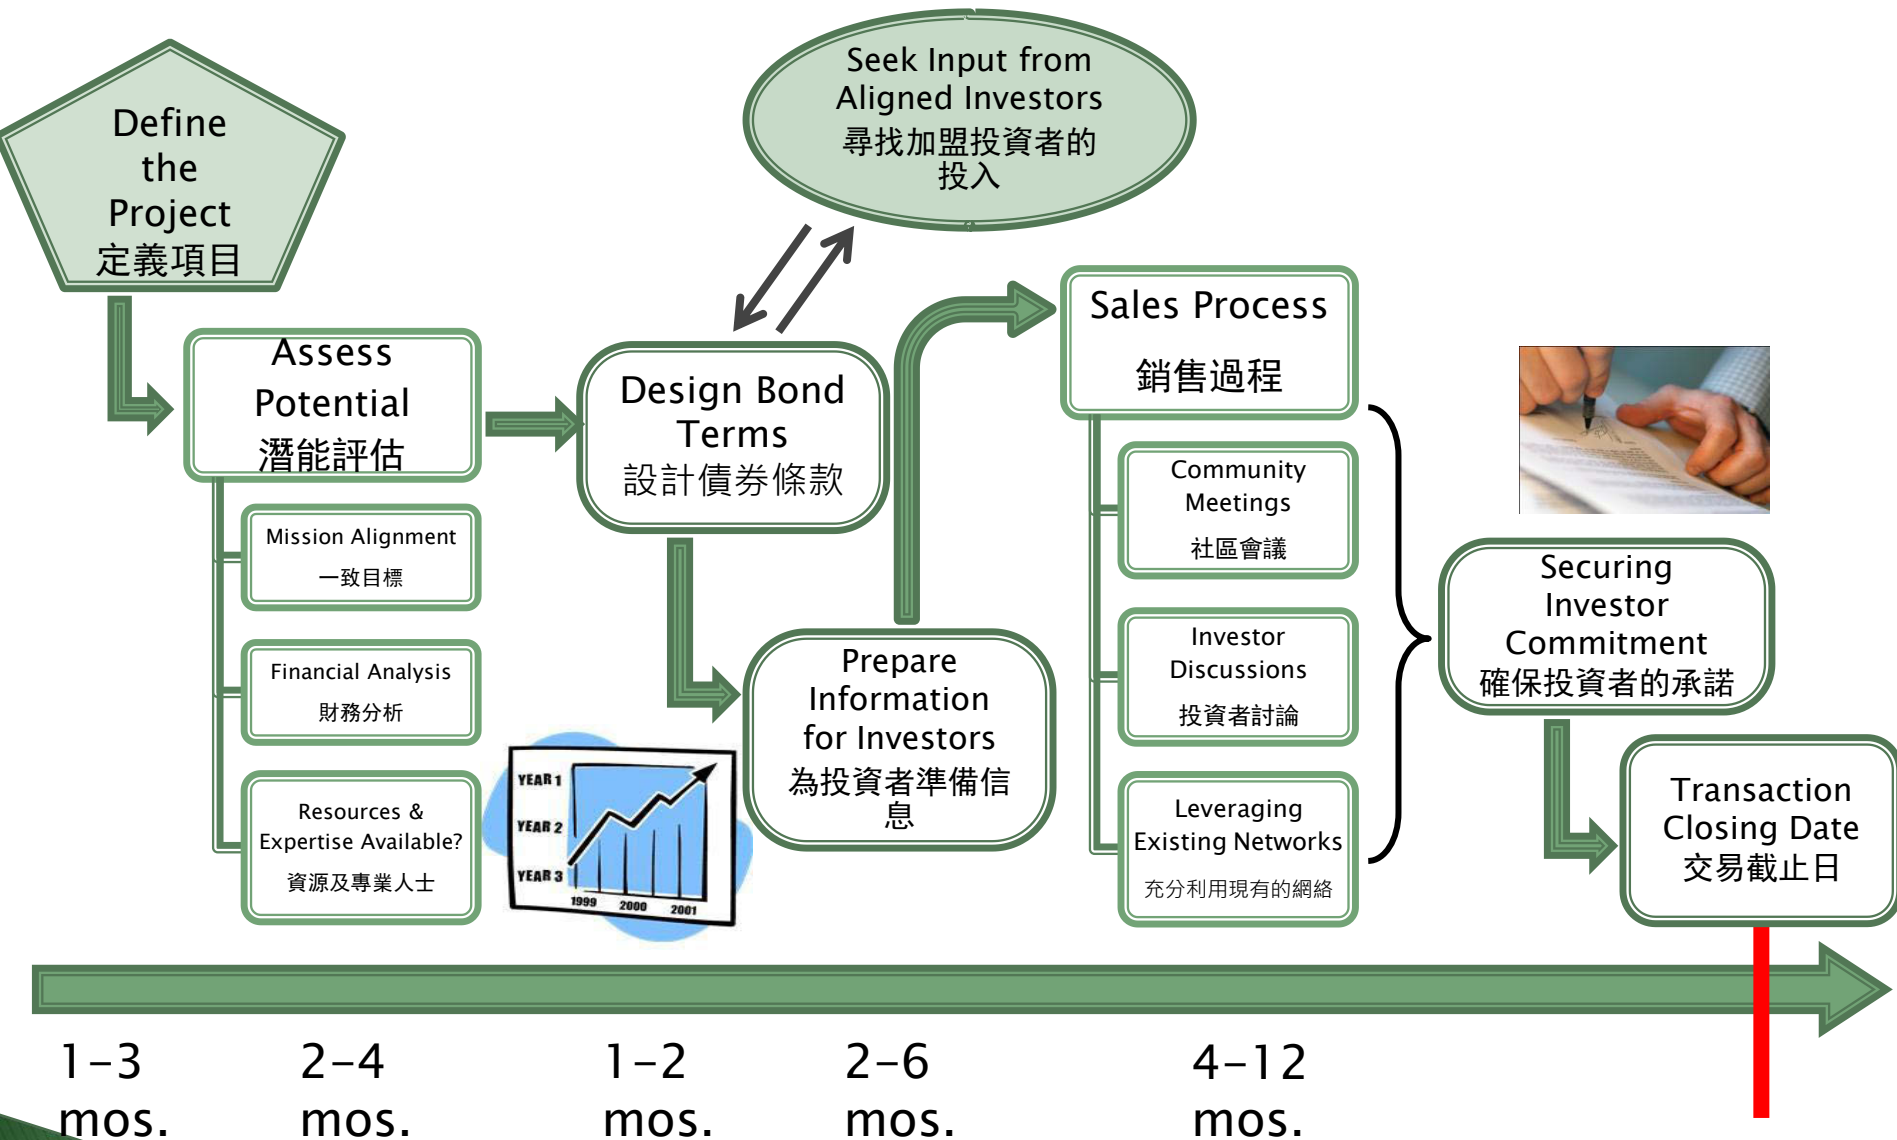 Define
the
Project
定義項目
Seek Input from
Aligned Investors
尋找加盟投資者的
投入
Assess
Potential
潛能評估
Mission Alignment
一致目標
Financial Analysis
財務分析
Resources &
Expertise Available?
資源及專業人士
Design Bond
Terms
設計債券條款
YEAR 1
YEAR 2
YEAR 3
1999 2000 2001
Prepare
Information
for Investors
為投資者準備信
息
Sales Process
銷售過程
Community
Meetings
社區會議
Investor
Discussions
投資者討論
Leveraging
Existing Networks
充分利用現有的網絡
Securing
Investor
Commitment
確保投資者的承諾
Transaction
Closing Date
交易截止日
1-3
mos.
2-4
mos.
1-2
mos.
2-6
mos.
4-12
mos.